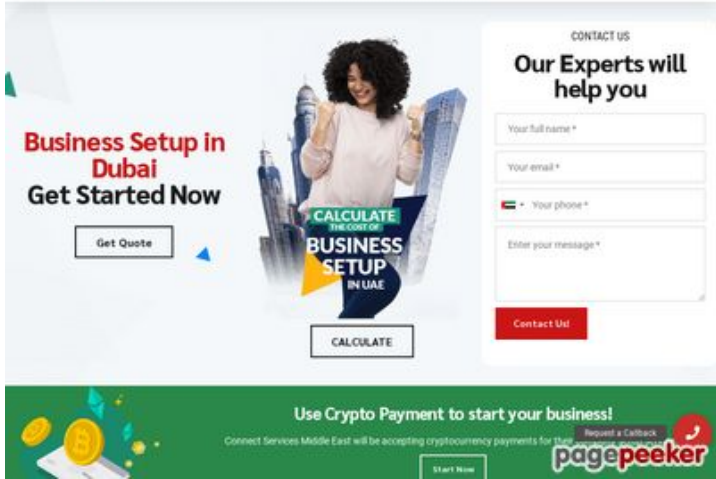 Business Setup in
Dubai
Get Started Now
Get Quote
CALCULATE
THE COST OF
BUSINESS
SETUP
IN UAE
CALCULATE
CONTACT US
Our Experts will
help you
Your full name *
Your email *
Your phone *
Enter your message *
Contact Us!
Use Crypto Payment to start your business!
Connect Services Middle East will be accepting cryptocurrency payments for their
Request a Callback
Start Now
pagepeeker